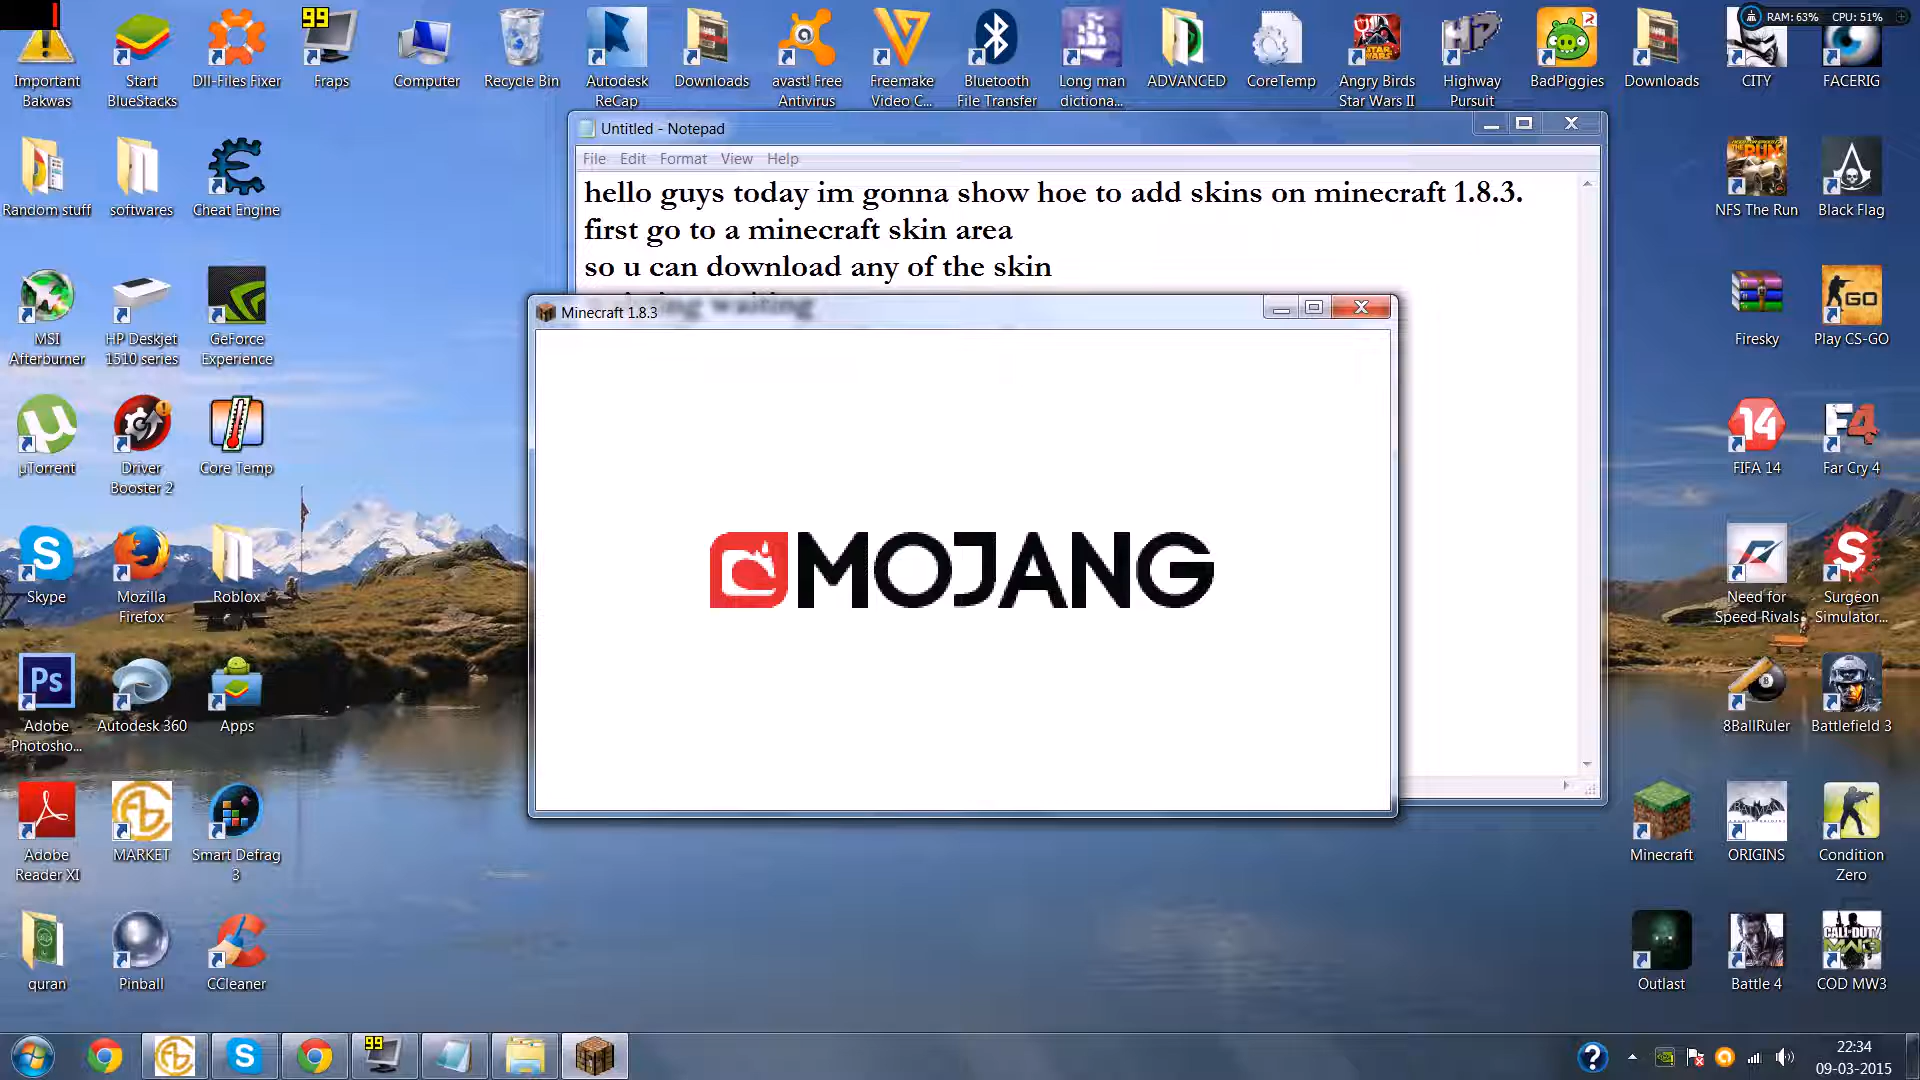 99
RAM: 63% CPU: 51%
Important Bakwas
Start BlueStacks
Dll-Files Fixer
Fraps
Computer
Recycle Bin
Autodesk ReCap
Downloads
avast! Free Antivirus
Freemake Video C...
Bluetooth File Transfer
Long man dictiona...
ADVANCED
CoreTemp
Angry Birds Star Wars II
Highway Pursuit
BadPiggies
Downloads
CITY
FACERIG
Untitled - Notepad
File Edit Format View Help
hello guys today im gonna show hoe to add skins on minecraft 1.8.3.
first go to a minecraft skin area
so u can download any of the skin
waiting
Minecraft 1.8.3
MOJANG
Random stuff
softwares
Cheat Engine
NFS The Run
Black Flag
MSI Afterburner
HP Deskjet 1510 series
GeForce Experience
Firesky
Play CS-GO
µTorrent
Driver Booster 2
Core Temp
FIFA 14
Far Cry 4
Skype
Mozilla Firefox
Roblox
Need for Speed Rivals
Surgeon Simulator...
Adobe Photosho...
Autodesk 360
Apps
8BallRuler
Battlefield 3
Adobe Reader XI
MARKET
Smart Defrag 3
Minecraft
ORIGINS
Condition Zero
quran
Pinball
CCleaner
Outlast
Battle 4
COD MW3
99
22:34
09-03-2015